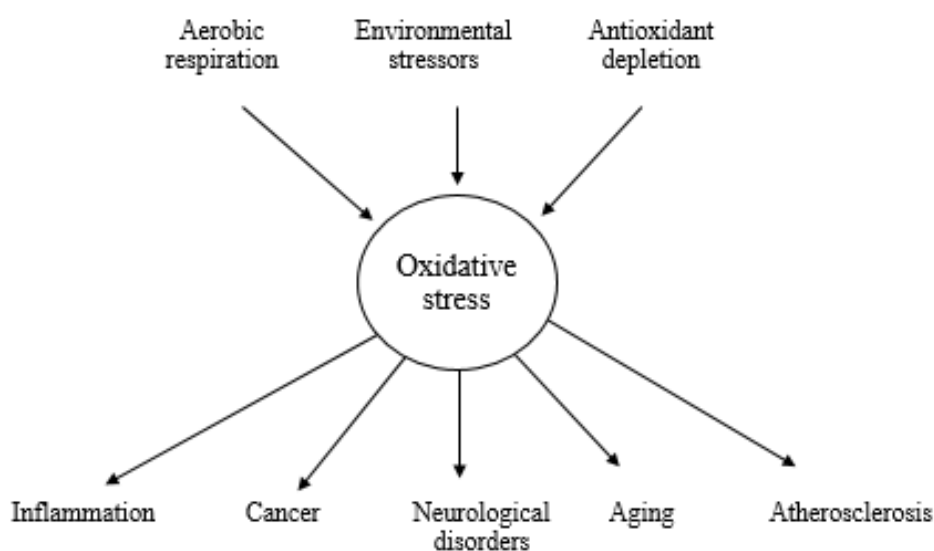 Aerobic
respiration
Environmental
stressors
Antioxidant
depletion
Oxidative
stress
Inflammation
Cancer
Neurological
disorders
Aging
Atherosclerosis